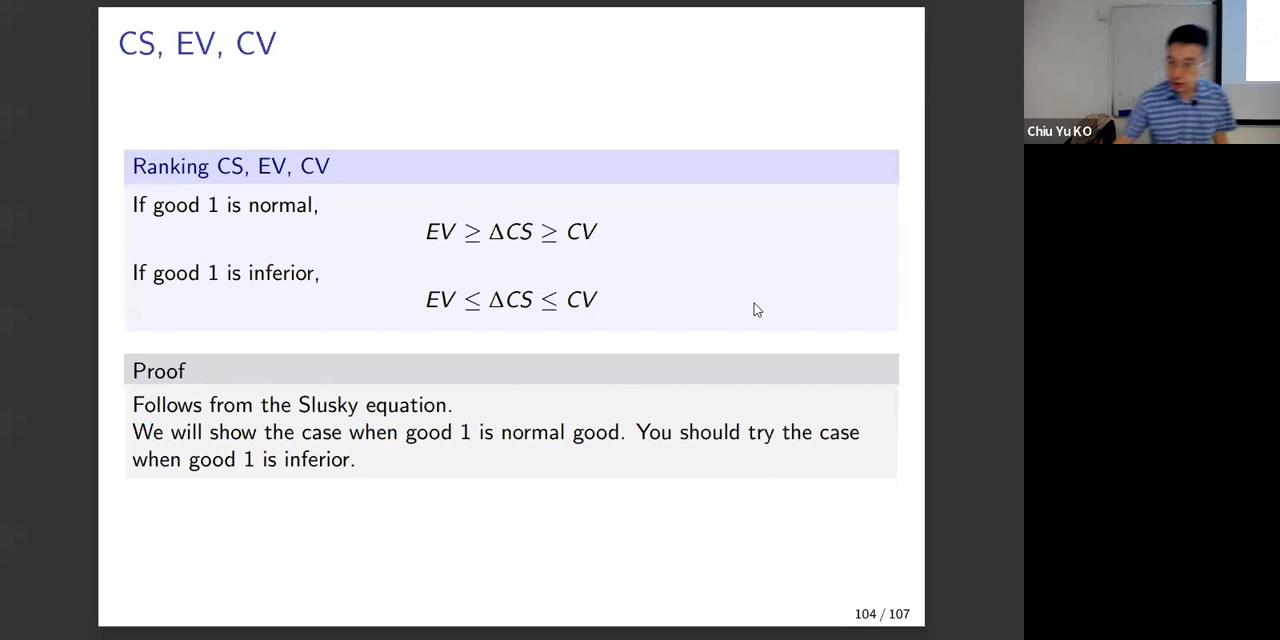 CS, EV, CV
Ranking CS, EV, CV
If good 1 is normal,
EV ≥ ΔCS ≥ CV
If good 1 is inferior,
EV ≤ ΔCS ≤ CV
Proof
Follows from the Slusky equation.
We will show the case when good 1 is normal good. You should try the case
when good 1 is inferior.
104 / 107
Chiu Yu KO